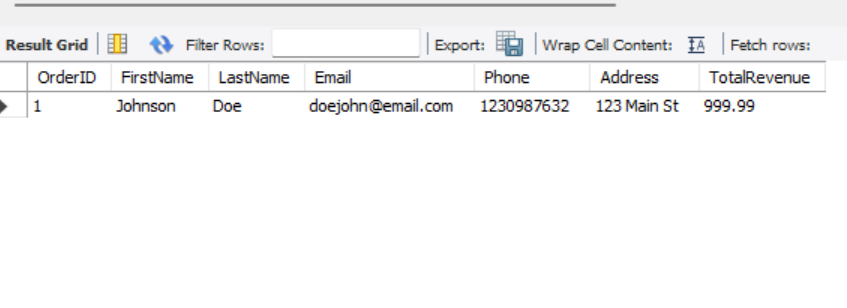 Result Grid Filter Rows: Export: Wrap Cell Content: Fetch rows:
OrderID FirstName LastName Email Phone Address TotalRevenue
1 Johnson Doe doejohn@email.com 1230987632 123 Main St 999.99